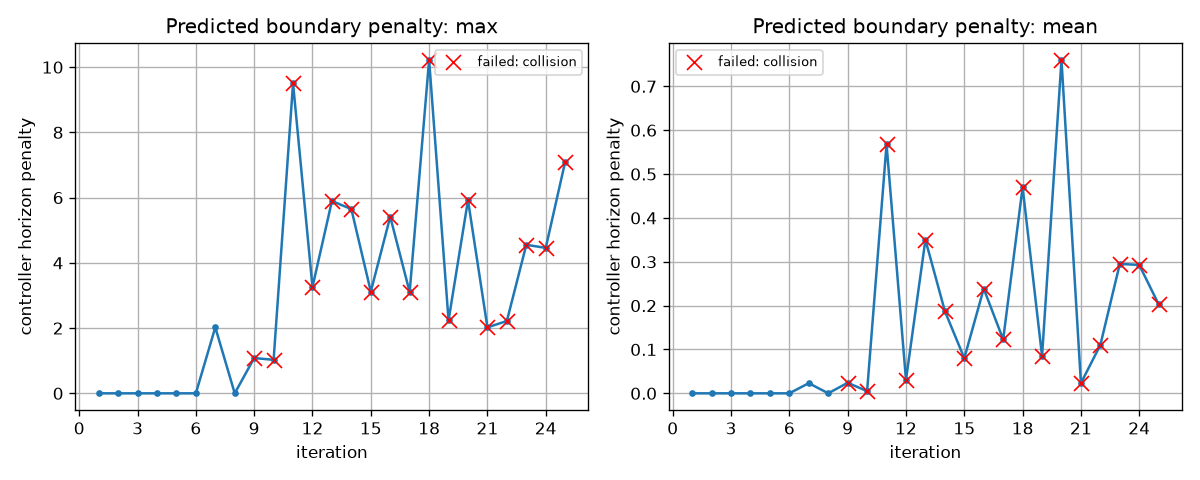 Predicted boundary penalty: max
controller horizon penalty
10
8
6
4
2
0
failed: collision
0 3 6 9 12 15 18 21 24
iteration
Predicted boundary penalty: mean
controller horizon penalty
0.7
0.6
0.5
0.4
0.3
0.2
0.1
0.0
failed: collision
0 3 6 9 12 15 18 21 24
iteration